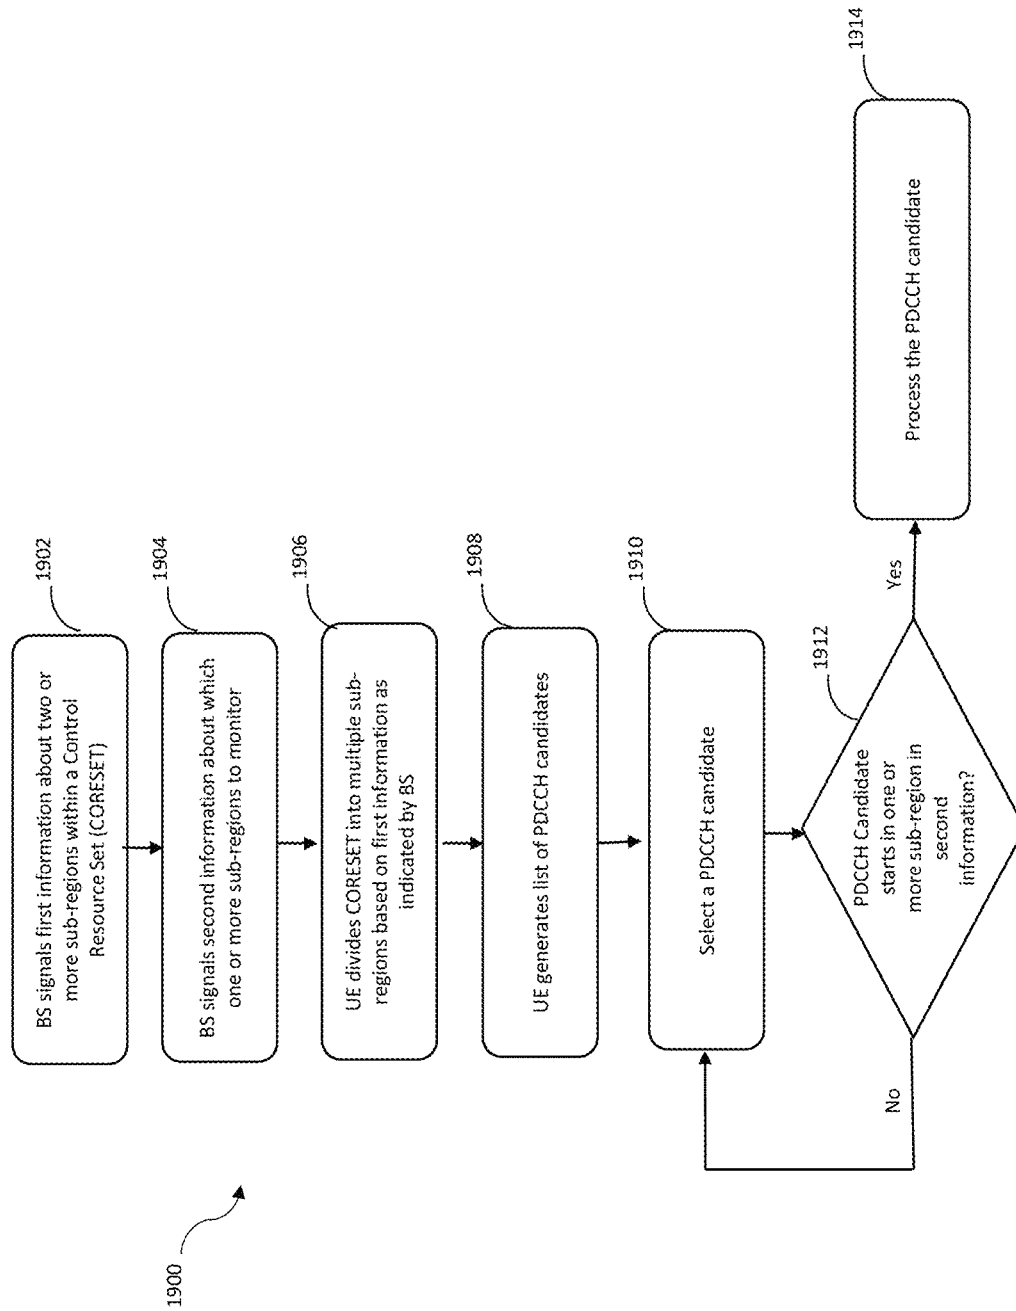 1900
BS signals first information about two or
more sub-regions within a Control
Resource Set (CORESET)
1902
BS signals second information about which
one or more sub-regions to monitor
1904
UE divides CORESET into multiple sub-
regions based on first information as
indicated by BS
1906
UE generates list of PDCCH candidates
1908
Select a PDCCH candidate
1910
PDCCH Candidate
starts in one or
more sub-region in
second
information?
1912
No
Yes
Process the PDCCH candidate
1914